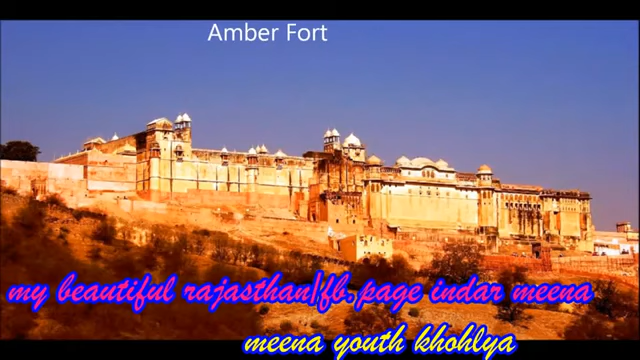 Amber Fort
my beautiful rajasthan|fb.page indar meena
meena youth khohlya